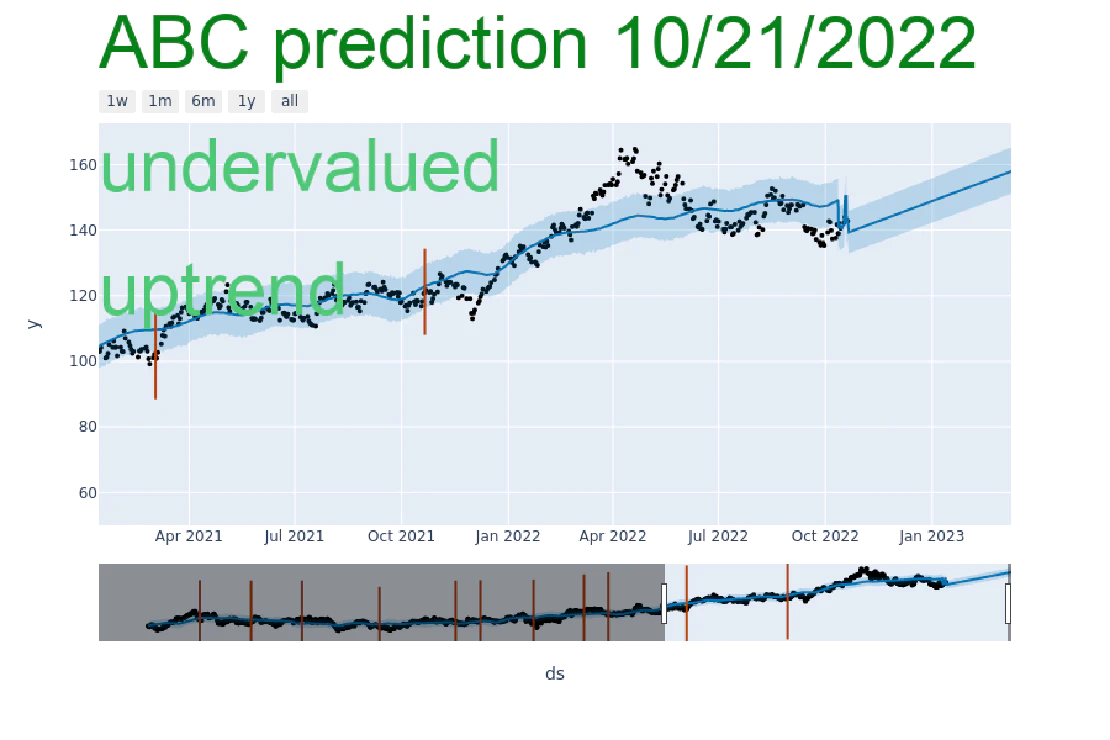 ABC prediction 10/21/2022
1w 1m 6m 1y all
undervalued
uptrend
160
140
120
100
80
60
y
Apr 2021 Jul 2021 Oct 2021 Jan 2022 Apr 2022 Jul 2022 Oct 2022 Jan 2023
ds